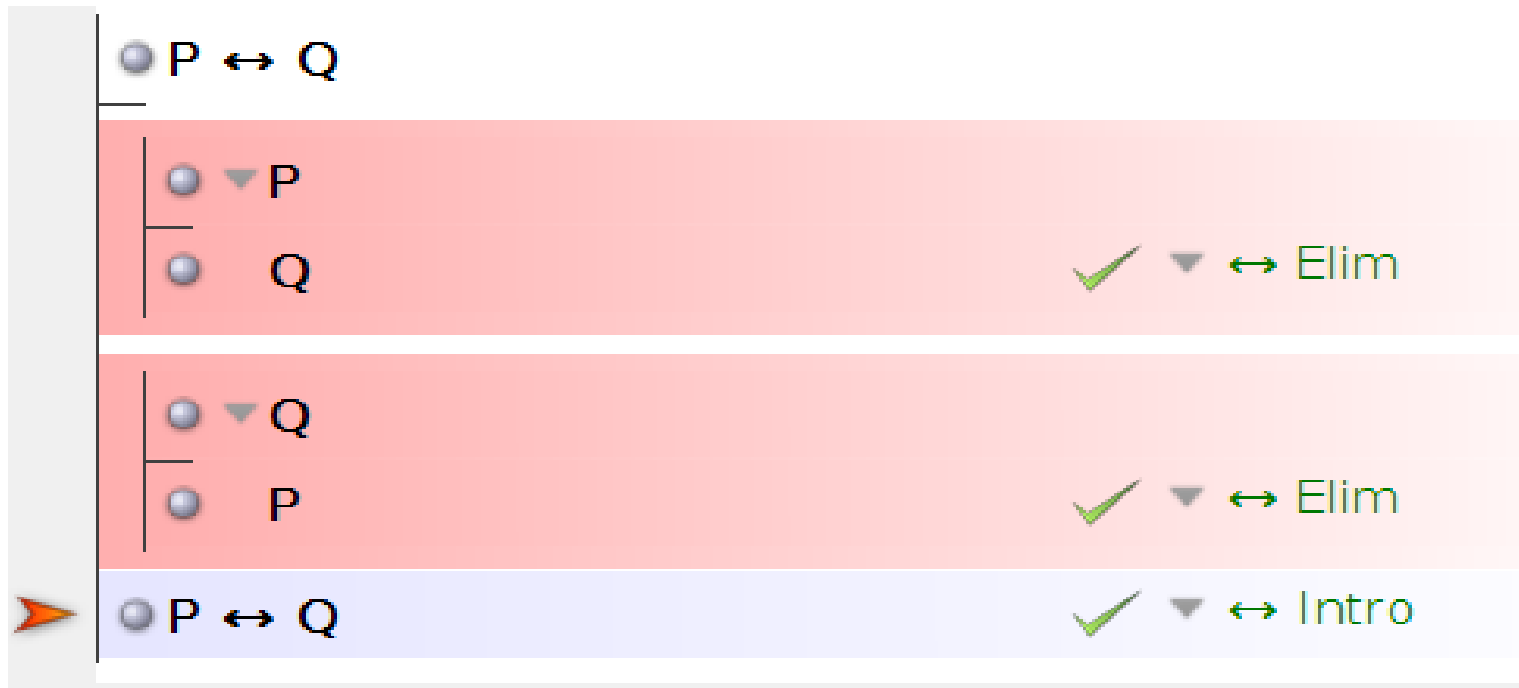 P ↔ Q
P
Q ↔ Elim
Q
P ↔ Elim
P ↔ Q ↔ Intro